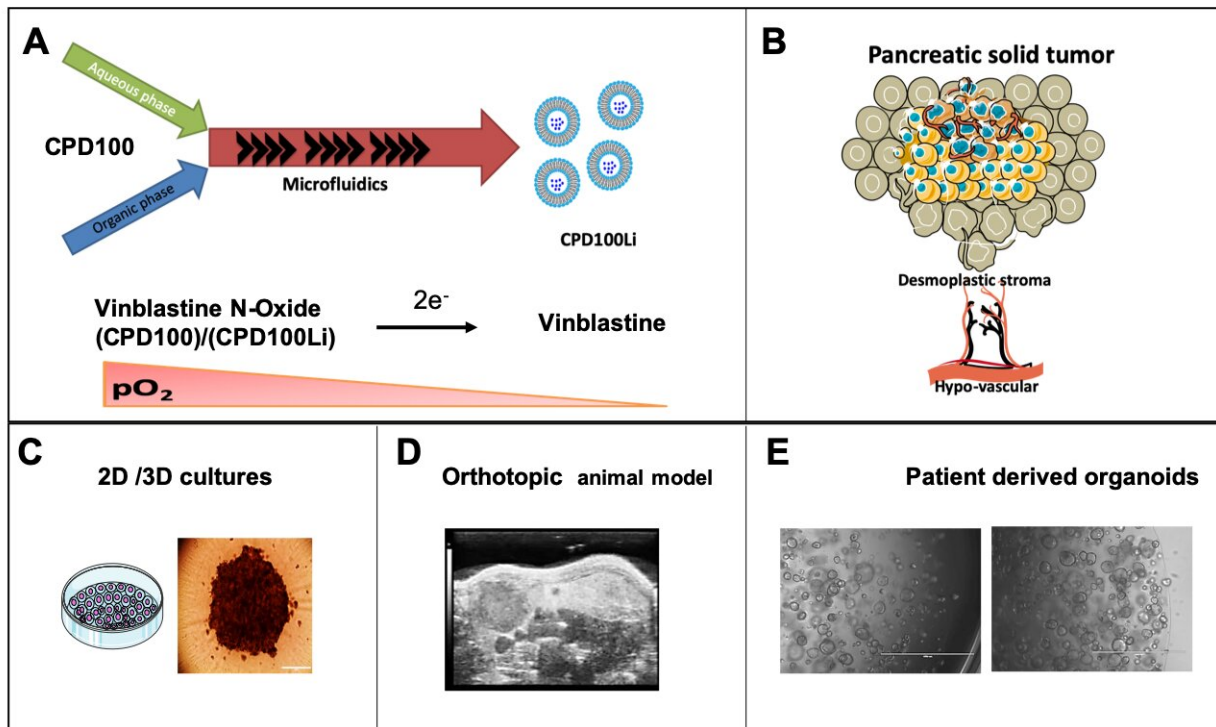 A
Aqueous phase
CPD100
Organic phase
Microfluidics
CPD100Li
Vinblastine N-Oxide
(CPD100)/(CPD100Li)
2e-
Vinblastine
pO2
B
Pancreatic solid tumor
Desmoplastic stroma
Hypo-vascular
C
2D /3D cultures
D
Orthotopic animal model
E
Patient derived organoids